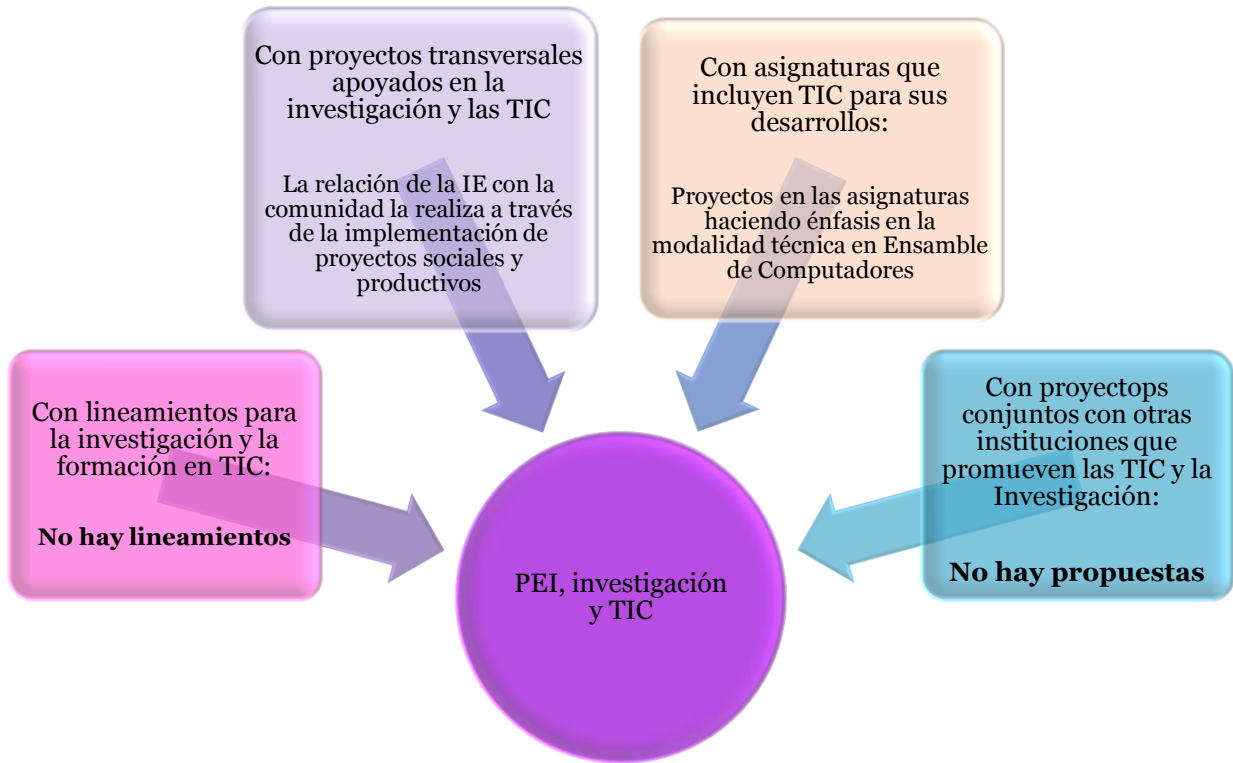 Con proyectos transversales
apoyados en la
investigación y las TIC
La relación de la IE con la
comunidad la realiza a través
de la implementación de
proyectos sociales y
productivos
Con asignaturas que
incluyen TIC para sus
desarrollos:
Proyectos en las asignaturas
haciendo énfasis en la
modalidad técnica en Ensamble
de Computadores
Con lineamientos para
la investigación y la
formación en TIC:
No hay lineamientos
Con proyectops
conjuntos con otras
instituciones que
promueven las TIC y la
Investigación:
No hay propuestas
PEI, investigación
y TIC